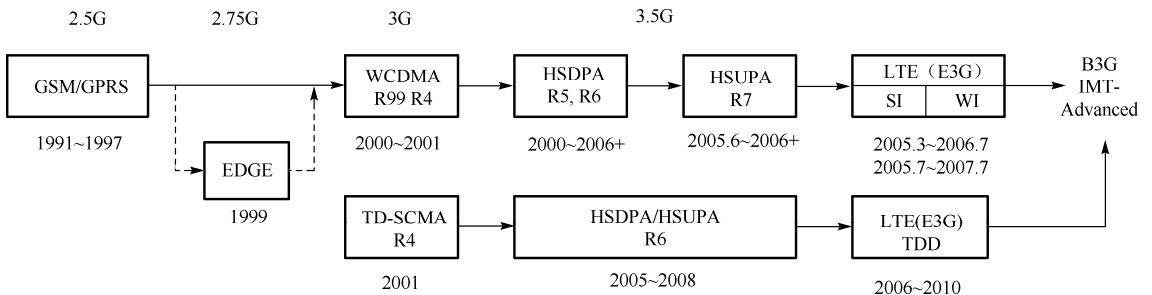 2.5G
2.75G
3G
3.5G
GSM/GPRS
1991~1997
EDGE
1999
WCDMA
R99 R4
2000~2001
HSDPA
R5, R6
2000~2006+
HSUPA
R7
2005.6~2006+
LTE（E3G）
SI
WI
2005.3~2006.7
2005.7~2007.7
B3G
IMT-
Advanced
TD-SCMA
R4
2001
HSDPA/HSUPA
R6
2005~2008
LTE(E3G)
TDD
2006~2010